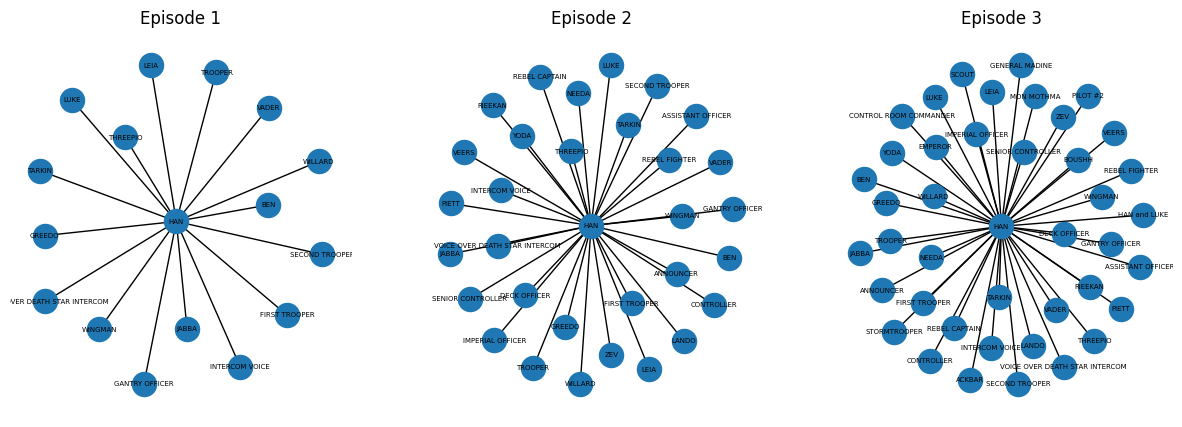 Episode 1
LEIA
TROOPER
LUKE
VADER
THREEPIO
WILLARD
TARKIN
BEN
HAN
GREEDO
SECOND TROOPER
OVER DEATH STAR INTERCOM
FIRST TROOPER
WINGMAN
JABBA
INTERCOM VOICE
GANTRY OFFICER
Episode 2
LUKE
REBEL CAPTAIN
SECOND TROOPER
NEEDA
RIEEKAN
ASSISTANT OFFICER
TARKIN
YODA
THREEPIO
VEERS
REBEL FIGHTER
VADER
INTERCOM VOICE
PIETT
GANTRY OFFICER
WINGMAN
HAN
VOICE OVER DEATH STAR INTERCOM
JABBA
BEN
ANNOUNCER
SENIOR CONTROLLER
DECK OFFICER
FIRST TROOPER
CONTROLLER
GREEDO
IMPERIAL OFFICER
LANDO
ZEV
TROOPER
LEIA
WILLARD
Episode 3
GENERAL MADINE
SCOUT
LEIA
LUKE
MON MOTHMA
PILOT #2
CONTROL ROOM COMMANDER
ZEV
IMPERIAL OFFICER
VEERS
EMPEROR
SENIOR CONTROLLER
YODA
BOUSHH
REBEL FIGHTER
BEN
WILLARD
WINGMAN
GREEDO
HAN and LUKE
HAN
DECK OFFICER
TROOPER
GANTRY OFFICER
JABBA
NEEDA
ASSISTANT OFFICER
ANNOUNCER
RIEEKAN
FIRST TROOPER
TARKIN
PIETT
VADER
STORMTROOPER
REBEL CAPTAIN
THREEPIO
INTERCOM VOICE
LANDO
CONTROLLER
VOICE OVER DEATH STAR INTERCOM
ACKBAR
SECOND TROOPER